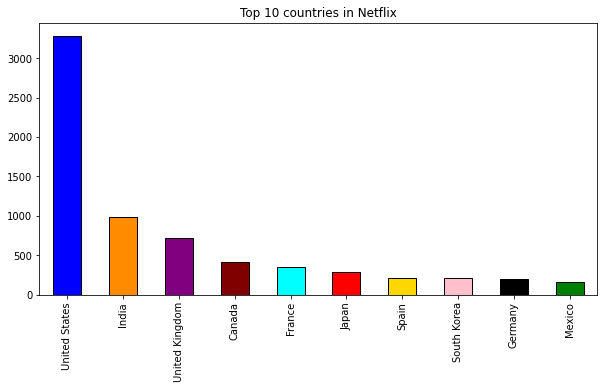 Top 10 countries in Netflix
3000
2500
2000
1500
1000
500
0
United States
India
United Kingdom
Canada
France
Japan
Spain
South Korea
Germany
Mexico